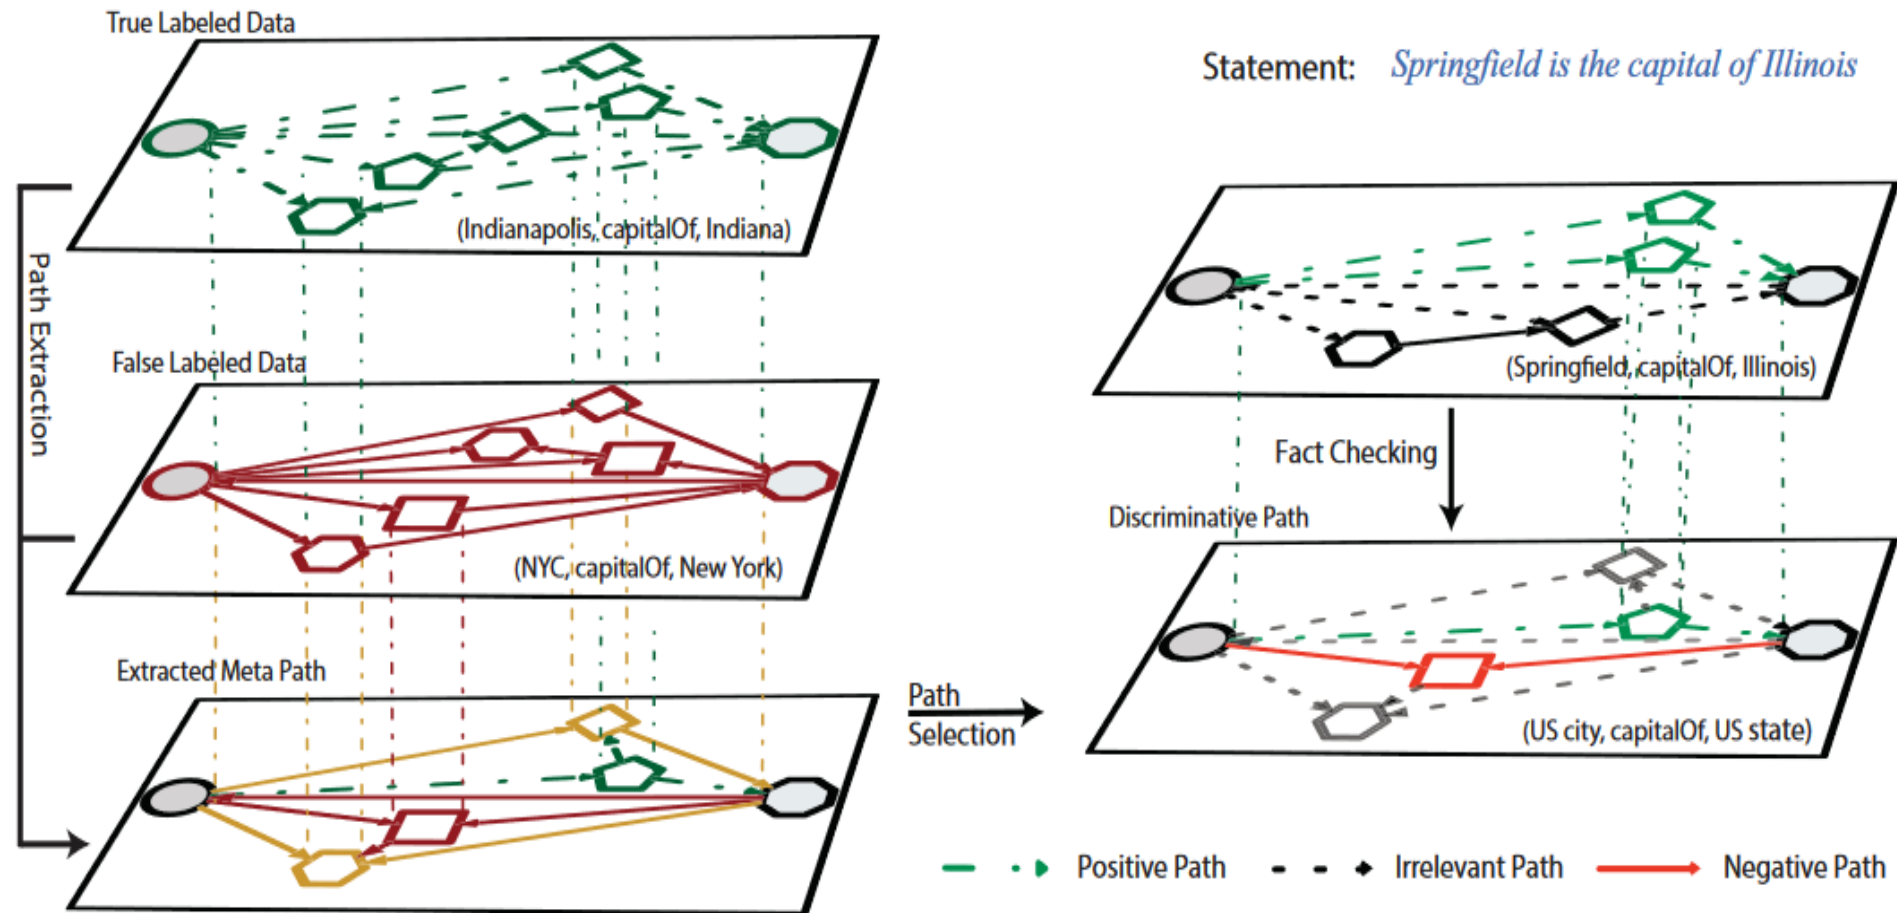 True Labeled Data
(Indianapolis, capitalOf, Indiana)
Path Extraction
False Labeled Data
(NYC, capitalOf, New York)
Extracted Meta Path
Path
Selection
Statement: Springfield is the capital of Illinois
(Springfield, capitalOf, Illinois)
Fact Checking
Discriminative Path
(US city, capitalOf, US state)
Positive Path
Irrelevant Path
Negative Path